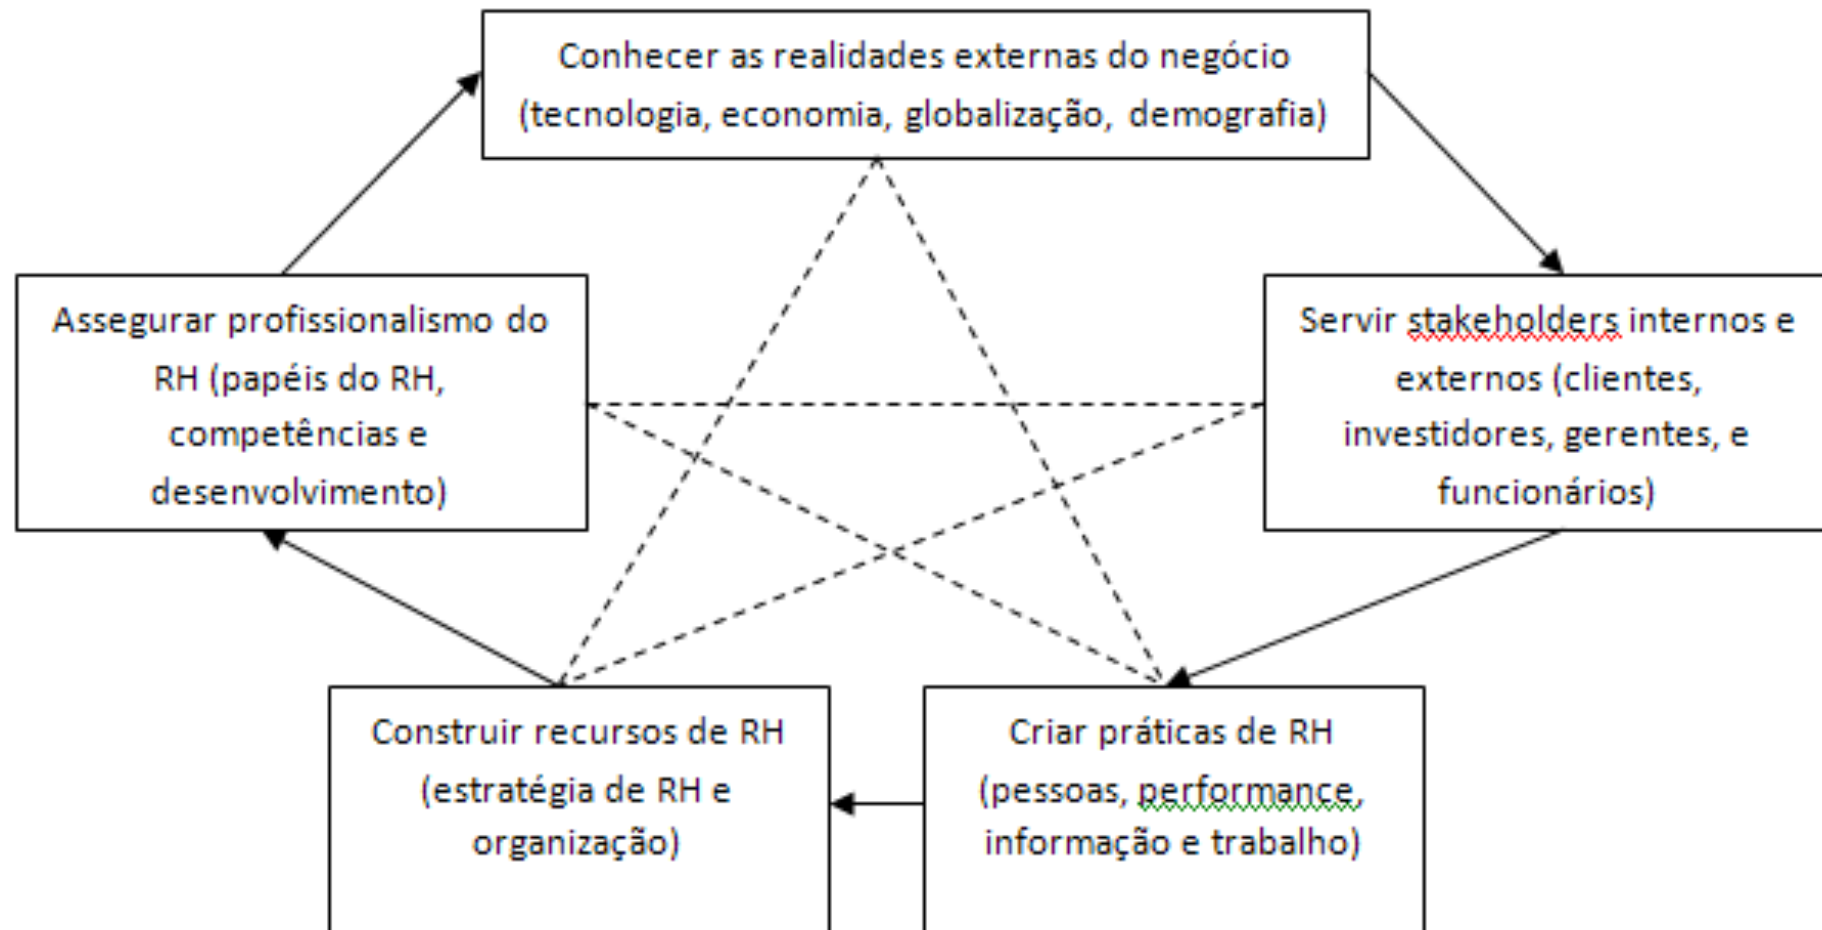 Conhecer as realidades externas do negócio
(tecnologia, economia, globalização, demografia)
Assegurar profissionalismo do
RH (papéis do RH,
competências e
desenvolvimento)
Servir stakeholders internos e
externos (clientes,
investidores, gerentes, e
funcionários)
Construir recursos de RH
(estratégia de RH e
organização)
Criar práticas de RH
(pessoas, performance,
informação e trabalho)